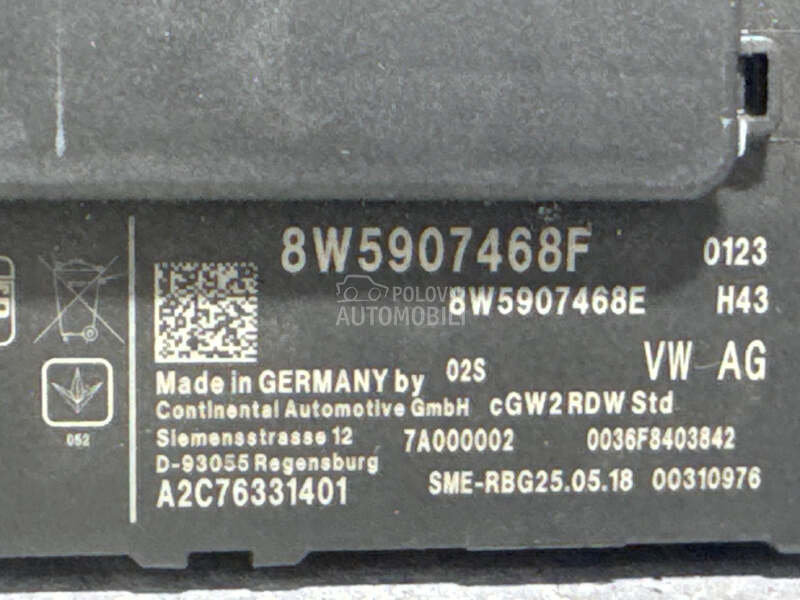 8W5907468F 0123
8W5907468E H43
POLOVNI
AUTOMOBILI
02S VW AG
Made in GERMANY by
Continental Automotive GmbH cGW2 RDW Std
Siemensstrasse 12 7A000002 0036F8403842
D-93055 Regensburg
A2C76331401 SME-RBG25.05.18 00310976
052